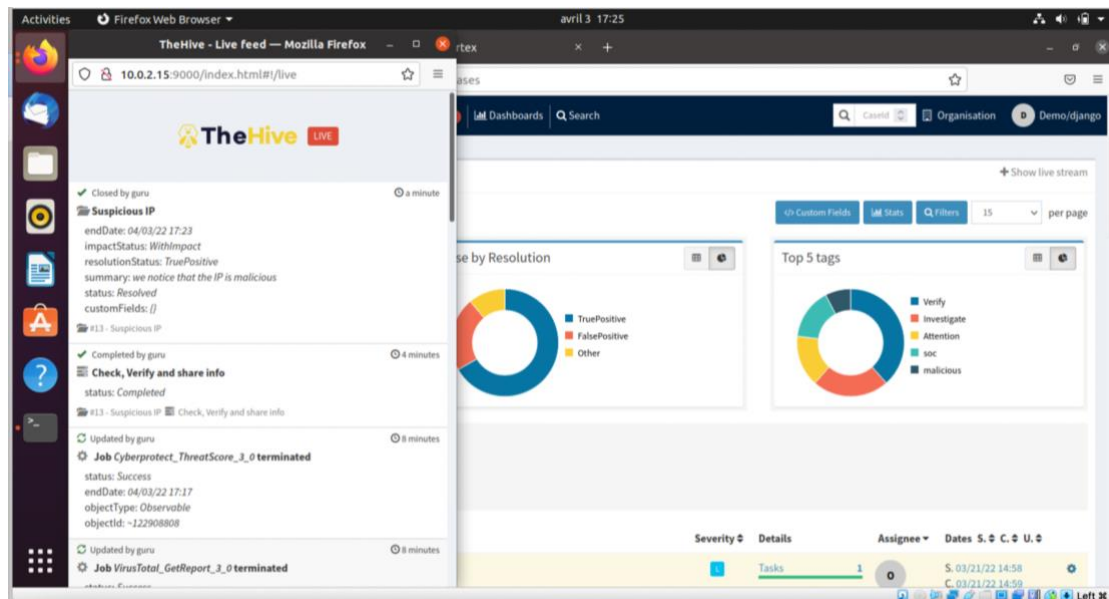 Activities Firefox Web Browser avril 3 17:25
TheHive - Live feed — Mozilla Firefox
rtex × +
10.0.2.15:9000/index.html#!/live
ases
Dashboards Search CaseId Organisation D Demo/django
TheHive LIVE
Show live stream
Closed by guru a minute
Suspicious IP
endDate: 04/03/22 17:23
impactStatus: WithImpact
resolutionStatus: TruePositive
summary: we notice that the IP is malicious
status: Resolved
customFields: {}
#13 - Suspicious IP
Completed by guru 4 minutes
Check, Verify and share info
status: Completed
#13 - Suspicious IP Check, Verify and share info
Updated by guru 8 minutes
Job Cyberprotect_ThreatScore_3_0 terminated
status: Success
endDate: 04/03/22 17:17
objectType: Observable
objectId: ~122908808
Updated by guru 8 minutes
Job VirusTotal_GetReport_3_0 terminated
status: Success
</> Custom Fields Stats Filters 15 per page
se by Resolution
TruePositive
FalsePositive
Other
Top 5 tags
Verify
Investigate
Attention
soc
malicious
Severity Details Assignee Dates S. C. U.
L Tasks 1 O S. 03/21/22 14:58
C. 03/21/22 14:59
Left ⌘